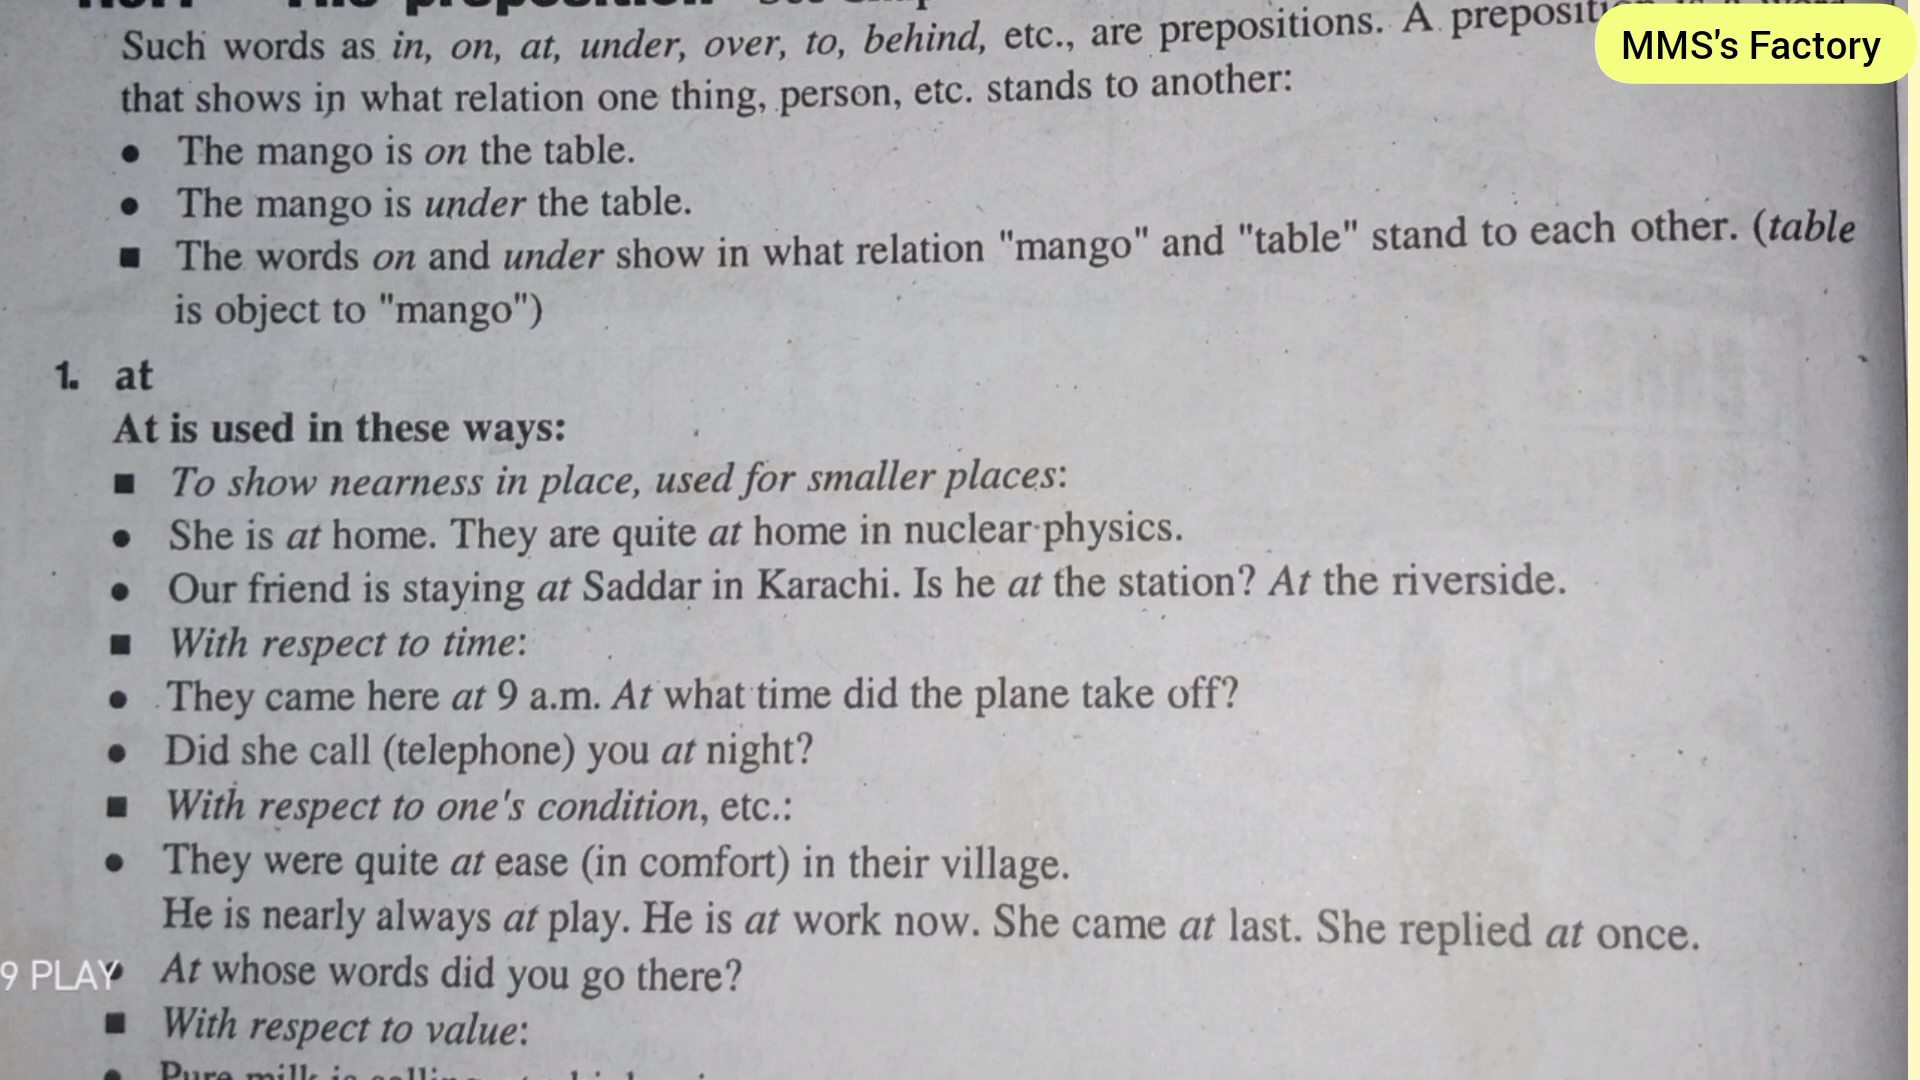 The preposition
Such words as in, on, at, under, over, to, behind, etc., are prepositions. A
MMS's Factory
that shows in what relation one thing, person, etc. stands to another:
• The mango is on the table.
• The mango is under the table.
■ The words on and under show in what relation "mango" and "table" stand to each other. (table
is object to "mango")
1. at
At is used in these ways:
■ To show nearness in place, used for smaller places:
• She is at home. They are quite at home in nuclear physics.
• Our friend is staying at Saddar in Karachi. Is he at the station? At the riverside.
■ With respect to time:
• They came here at 9 a.m. At what time did the plane take off?
• Did she call (telephone) you at night?
■ With respect to one's condition, etc.:
• They were quite at ease (in comfort) in their village.
He is nearly always at play. He is at work now. She came at last. She replied at once.
9 PLAY
• At whose words did you go there?
■ With respect to value:
• Pure milk is